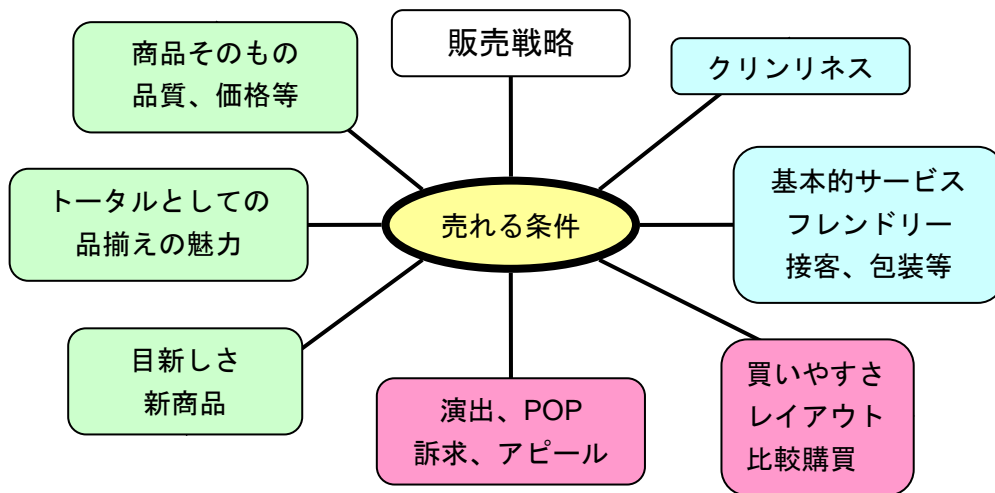 商品そのもの
品質、価格等
販売戦略
クリンリネス
トータルとしての
品揃えの魅力
売れる条件
基本的サービス
フレンドリー
接客、包装等
目新しさ
新商品
演出、POP
訴求、アピール
買いやすさ
レイアウト
比較購買